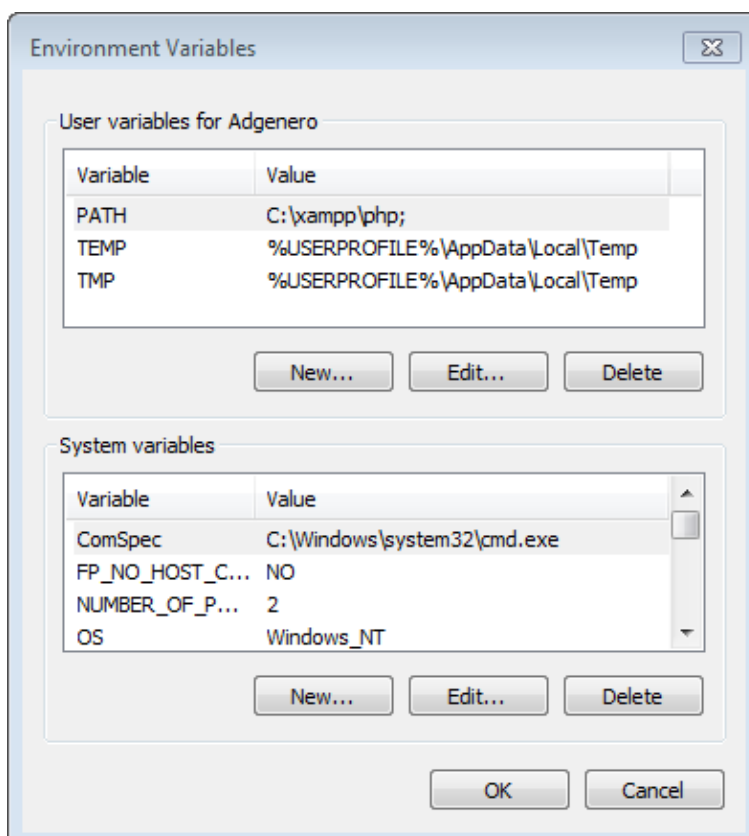 Environment Variables
User variables for Adgenero
Variable Value
PATH C:\xampp\php;
TEMP %USERPROFILE%\AppData\Local\Temp
TMP %USERPROFILE%\AppData\Local\Temp
New... Edit... Delete
System variables
Variable Value
ComSpec C:\Windows\system32\cmd.exe
FP_NO_HOST_C... NO
NUMBER_OF_P... 2
OS Windows_NT
New... Edit... Delete
OK Cancel